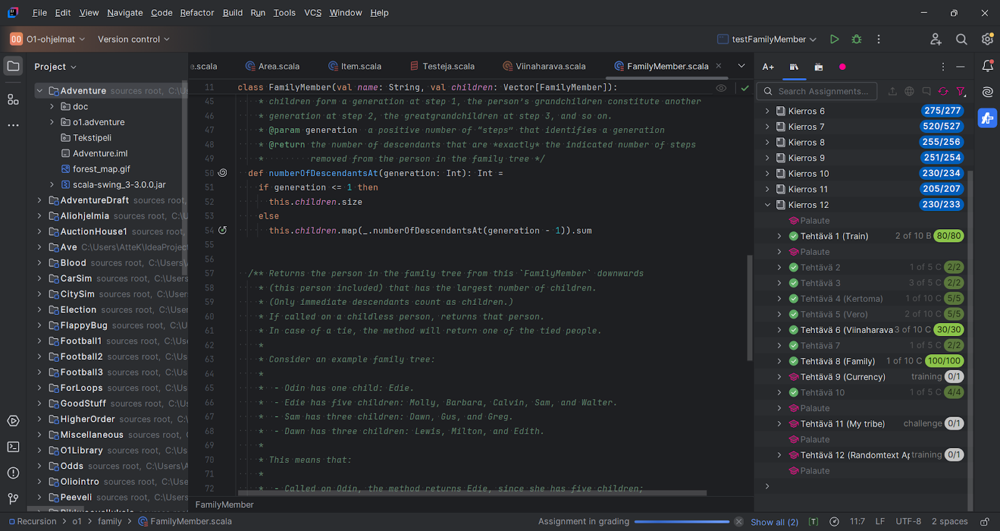 File Edit View Navigate Code Refactor Build Run Tools VCS Window Help
OO O1-ohjelmat Version control testFamilyMember
Project
e.scala Area.scala Item.scala Testeja.scala Viinaharava.scala FamilyMember.scala
A+
Adventure sources root, C:\Us
doc
o1.adventure
Tekstipeli
Adventure.iml
forest_map.gif
scala-swing_3-3.0.0.jar
AdventureDraft sources root,
Aliohjelmia sources root, C:\U
AuctionHouse1 sources root,
Ave C:\Users\AtteK\IdeaProjec
Blood sources root, C:\Users\
CarSim sources root, C:\Users
CitySim sources root, C:\Users
Election sources root, C:\User
FlappyBug sources root, C:\U
Football1 sources root, C:\Use
Football2 sources root, C:\Us
Football3 sources root, C:\Us
ForLoops sources root, C:\Us
GoodStuff sources root, C:\Us
HigherOrder sources root, C:\
Miscellaneous sources root,
O1Library sources root, C:\Us
Odds sources root, C:\Users\A
Oliointro sources root, C:\Use
Peeveli sources root, C:\Users
11 class FamilyMember(val name: String, val children: Vector[FamilyMember]):
45 * children form a generation at step 1, the person's grandchildren constitute another
46 * generation at step 2, the greatgrandchildren at step 3, and so on.
47 * @param generation a positive number of “steps” that identifies a generation
48 * @return the number of descendants that are *exactly* the indicated number of steps
49 * removed from the person in the family tree */
50 def numberOfDescendantsAt(generation: Int): Int =
51 if generation <= 1 then
52 this.children.size
53 else
54 this.children.map(_.numberOfDescendantsAt(generation - 1)).sum
55
56
57 /** Returns the person in the family tree from this `FamilyMember` downwards
58 * (this person included) that has the largest number of children.
59 * (Only immediate descendants count as children.)
60 * If called on a childless person, returns that person.
61 * In case of a tie, the method will return one of the tied people.
62 *
63 * Consider an example family tree:
64 *
65 * - Odin has one child: Edie.
66 * - Edie has five children: Molly, Barbara, Calvin, Sam, and Walter.
67 * - Sam has three children: Dawn, Gus, and Greg.
68 * - Dawn has three children: Lewis, Milton, and Edith.
69 *
70 * This means that:
71 *
72 * - Called on Odin, the method returns Edie, since she has five children;
FamilyMember
Search Assignments...
Kierros 6 275/277
Kierros 7 520/527
Kierros 8 255/256
Kierros 9 251/254
Kierros 10 230/234
Kierros 11 205/207
Kierros 12 230/233
Palaute
Tehtävä 1 (Train) 2 of 10 B 80/80
Palaute
Tehtävä 2 1 of 5 C 2/2
Tehtävä 3 3 of 5 C 2/2
Tehtävä 4 (Kertoma) 1 of 10 C 5/5
Tehtävä 5 (Vero) 2 of 10 C 5/5
Tehtävä 6 (Viinaharava 3 of 10 C 30/30
Tehtävä 7 1 of 5 C 2/2
Tehtävä 8 (Family) 1 of 10 C 100/100
Tehtävä 9 (Currency) training 0/1
Tehtävä 10 1 of 5 C 4/4
Palaute
Tehtävä 11 (My tribe) challenge 0/1
Palaute
Tehtävä 12 (Randomtext Ap training 0/1
Palaute
Recursion > o1 > family > FamilyMember.scala Assignment in grading Show all (2) [T] 11:7 LF UTF-8 2 spaces